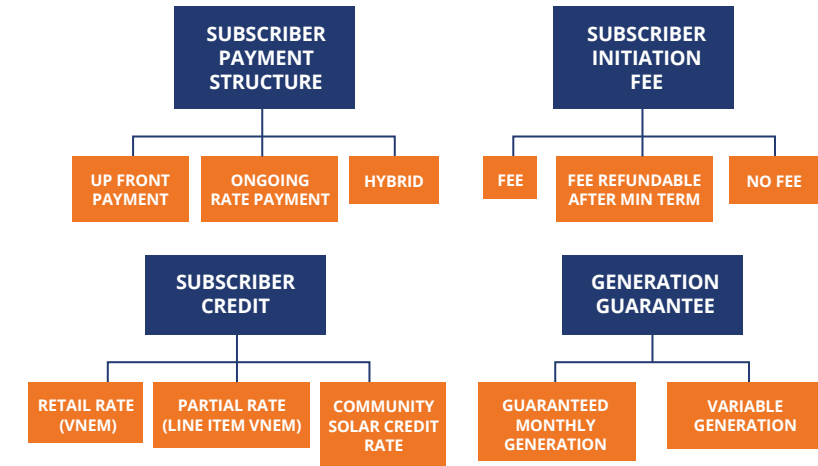 SUBSCRIBER
PAYMENT
STRUCTURE
UP FRONT
PAYMENT
ONGOING
RATE PAYMENT
HYBRID
SUBSCRIBER
INITIATION
FEE
FEE
FEE REFUNDABLE
AFTER MIN TERM
NO FEE
SUBSCRIBER
CREDIT
RETAIL RATE
(VNEM)
PARTIAL RATE
(LINE ITEM VNEM)
COMMUNITY
SOLAR CREDIT
RATE
GENERATION
GUARANTEE
GUARANTEED
MONTHLY
GENERATION
VARIABLE
GENERATION